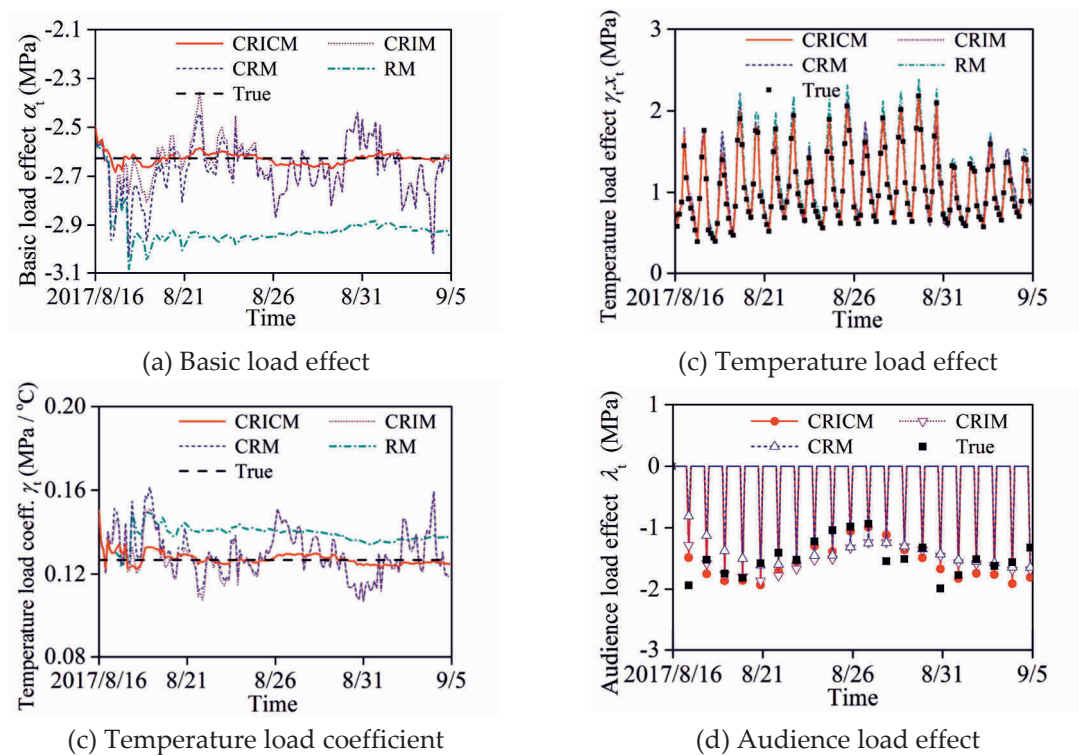 Basic load effect αt (MPa)
-2.1
-2.3
-2.5
-2.7
-2.9
-3.1
CRICM CRIM
CRM RM
True
2017/8/16 8/21 8/26 8/31 9/5
Time
(a) Basic load effect
Temperature load effect γt.xt (MPa)
3
2
1
0
CRICM CRIM
CRM RM
True
2017/8/16 8/21 8/26 8/31 9/5
Time
(c) Temperature load effect
Temperature load coeff. γt (MPa / °C)
0.20
0.16
0.12
0.08
CRICM CRIM
CRM RM
True
2017/8/16 8/21 8/26 8/31 9/5
Time
(c) Temperature load coefficient
Audience load effect λt (MPa)
1
0
-1
-2
-3
CRICM CRIM
CRM True
2017/8/16 8/21 8/26 8/31 9/5
Time
(d) Audience load effect